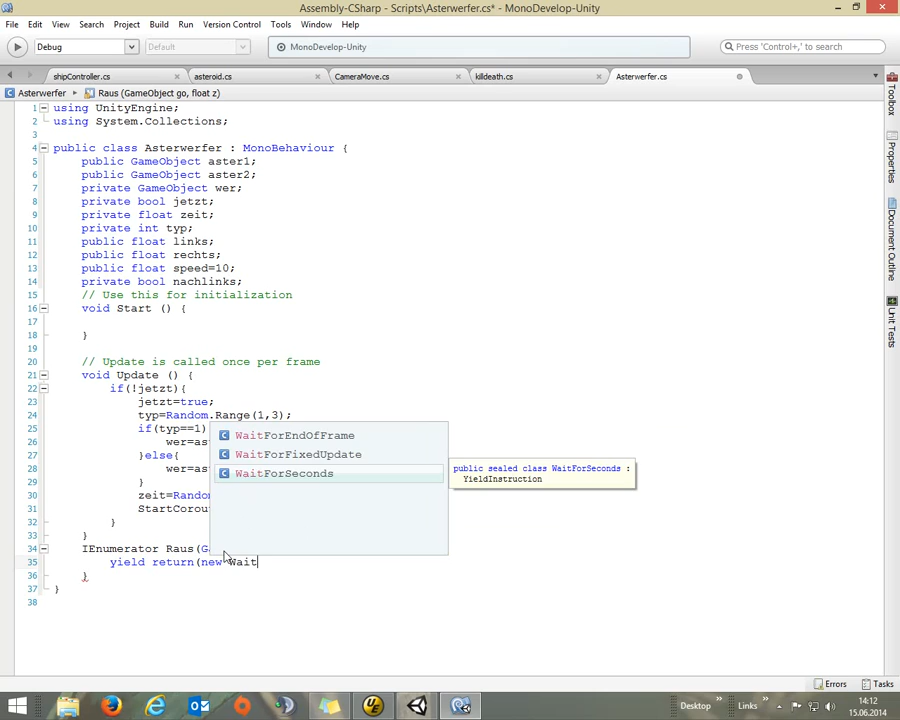 Assembly-CSharp - Scripts\Asterwerfer.cs* - MonoDevelop-Unity
File Edit View Search Project Build Run Version Control Tools Window Help
Debug Default MonoDevelop-Unity Press 'Control+,' to search
shipController.cs asteroid.cs CameraMove.cs killdeath.cs Asterwerfer.cs
Asterwerfer Raus (GameObject go, float z)
1 using UnityEngine;
2 using System.Collections;
3
4 public class Asterwerfer : MonoBehaviour {
5 public GameObject aster1;
6 public GameObject aster2;
7 private GameObject wer;
8 private bool jetzt;
9 private float zeit;
10 private int typ;
11 public float links;
12 public float rechts;
13 public float speed=10;
14 private bool nachlinks;
15 // Use this for initialization
16 void Start () {
17
18 }
19
20 // Update is called once per frame
21 void Update () {
22 if(!jetzt){
23 jetzt=true;
24 typ=Random.Range(1,3);
25 if(typ==1)
26 wer=as
27 }else{
28 wer=as
29 }
30 zeit=Rando
31 StartCorou
32 }
33 }
34 IEnumerator Raus(G
35 yield return(new Wait
36 }
37 }
38
WaitForEndOfFrame
WaitForFixedUpdate
WaitForSeconds
public sealed class WaitForSeconds :
YieldInstruction
Toolbox
Properties
Document Outline
Unit Tests
Errors Tasks
Desktop Links 14:12
15.06.2014